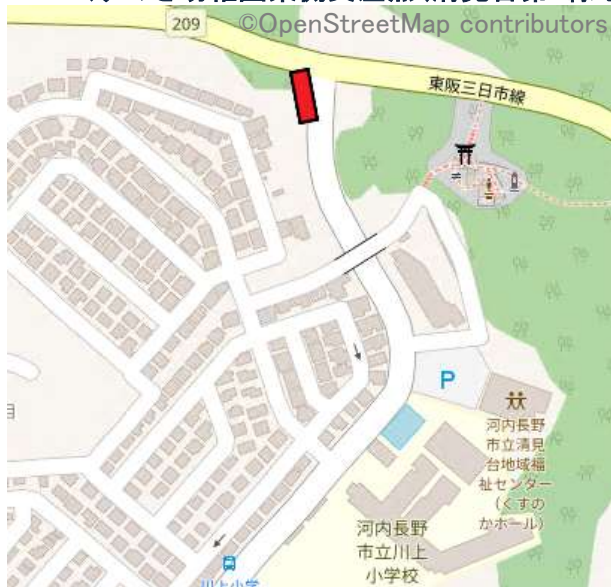 209
©OpenStreetMap contributors
東阪三日市線
P
河内長野
市立清見
台地域福
祉センター
（くすの
かホール）
河内長野
市立川上
小学校